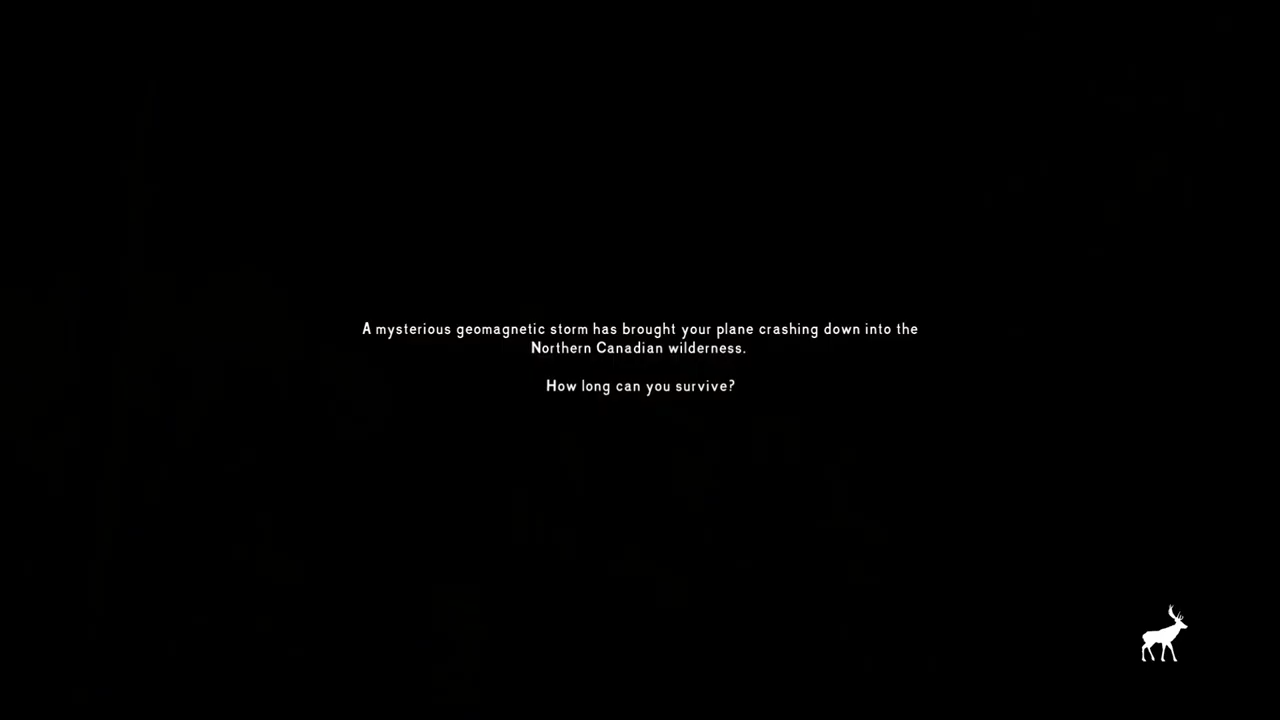 A mysterious geomagnetic storm has brought your plane crashing down into the
Northern Canadian wilderness.
How long can you survive?